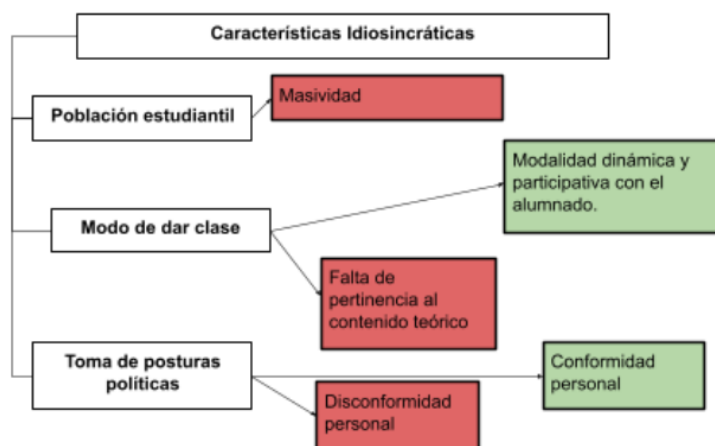 Características Idiosincráticas
Población estudiantil
Masividad
Modalidad dinámica y
participativa con el
alumnado.
Modo de dar clase
Falta de
pertinencia al
contenido teórico
Toma de posturas
políticas
Conformidad
personal
Disconformidad
personal